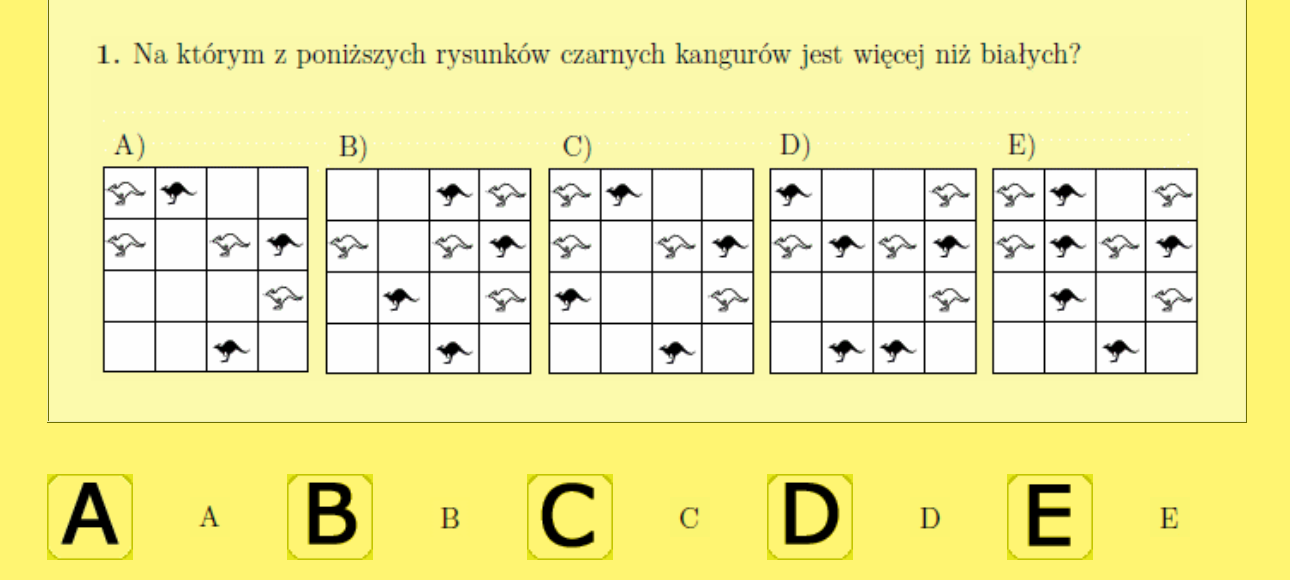 1. Na którym z poniższych rysunków czarnych kangurów jest więcej niż białych?
A) B) C) D) E)
A A B B C C D D E E